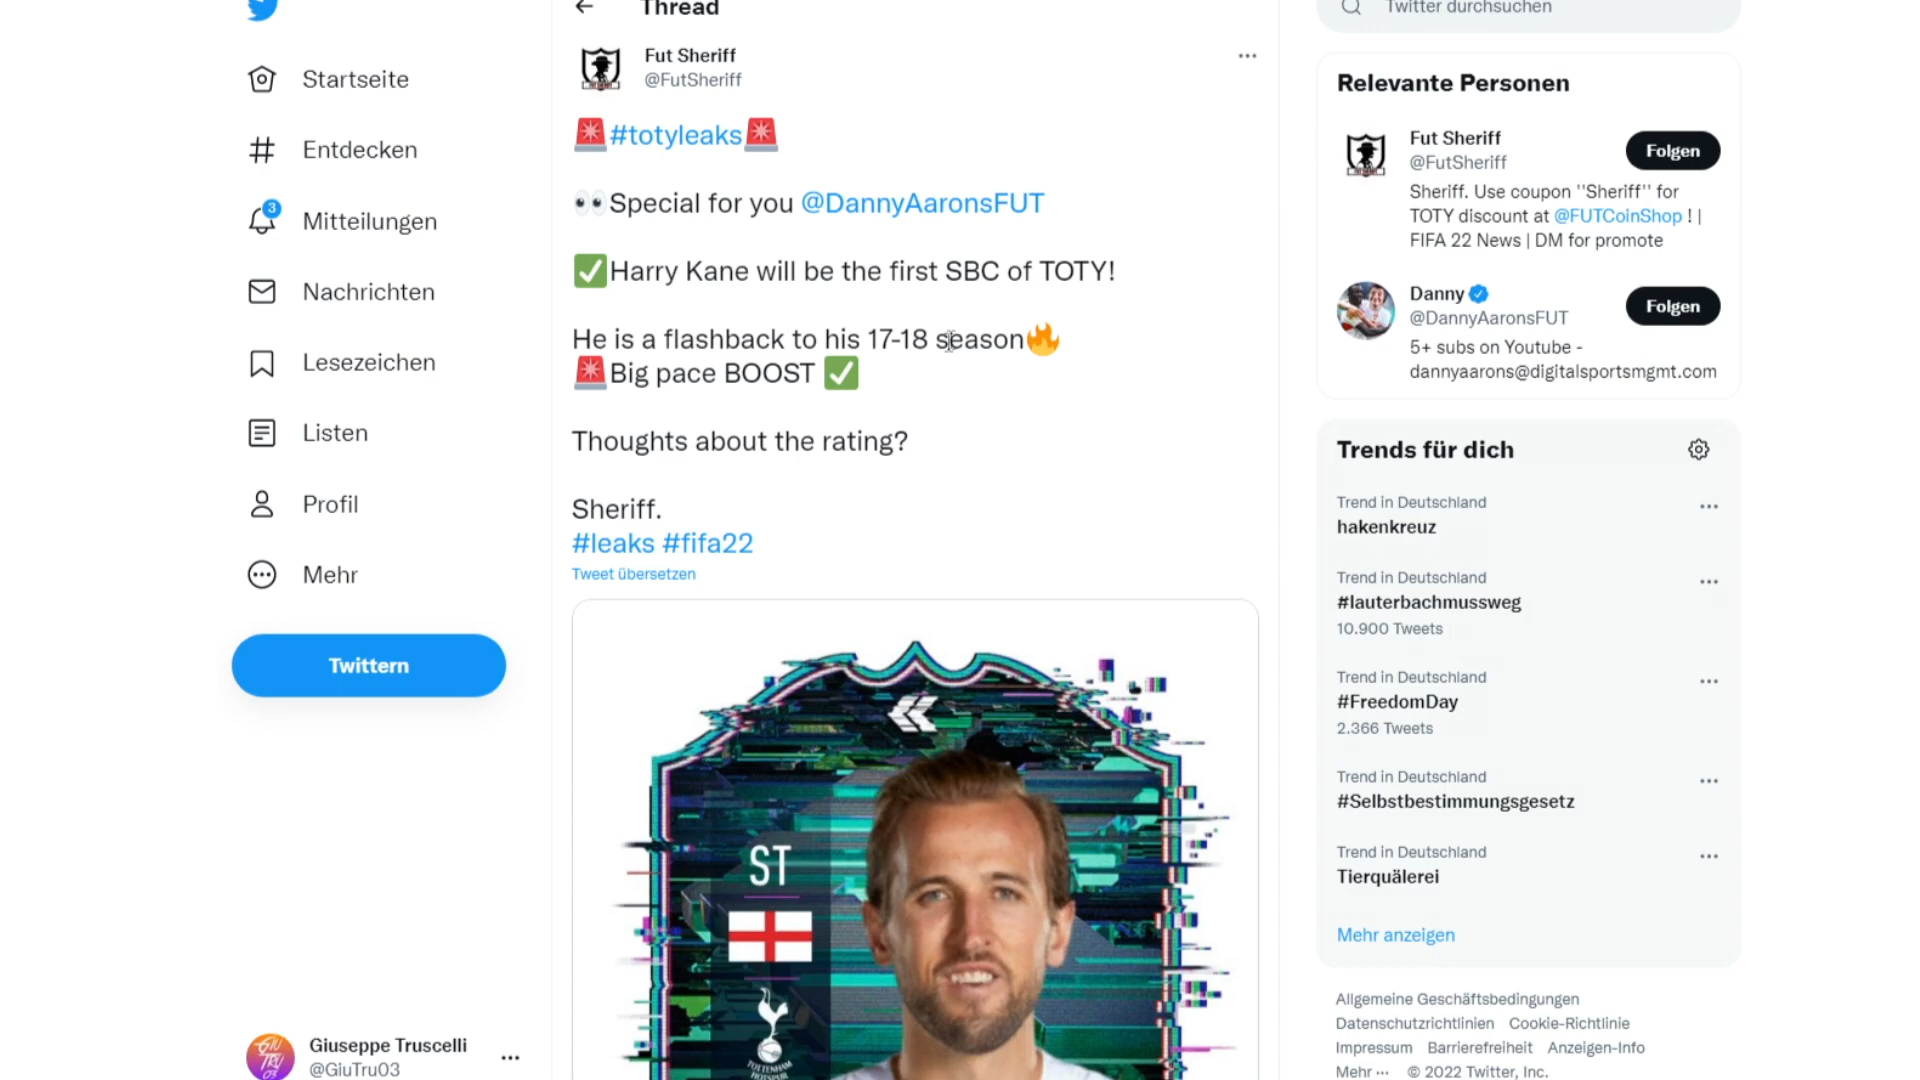 Thread
Startseite
Entdecken
3
Mitteilungen
Nachrichten
Lesezeichen
Listen
Profil
Mehr
Twittern
Giuseppe Truscelli
@GiuTru03
Fut Sheriff
@FutSheriff
#totyleaks
Special for you @DannyAaronsFUT
Harry Kane will be the first SBC of TOTY!
He is a flashback to his 17-18 season
Big pace BOOST
Thoughts about the rating?
Sheriff.
#leaks #fifa22
Tweet übersetzen
ST
TOTTENHAM
HOTSPUR
Twitter durchsuchen
Relevante Personen
Fut Sheriff
@FutSheriff
Folgen
Sheriff. Use coupon ''Sheriff'' for
TOTY discount at @FUTCoinShop ! |
FIFA 22 News | DM for promote
Danny
@DannyAaronsFUT
Folgen
5+ subs on Youtube -
dannyaarons@digitalsportsmgmt.com
Trends für dich
Trend in Deutschland
hakenkreuz
Trend in Deutschland
#lauterbachmussweg
10.900 Tweets
Trend in Deutschland
#FreedomDay
2.366 Tweets
Trend in Deutschland
#Selbstbestimmungsgesetz
Trend in Deutschland
Tierquälerei
Mehr anzeigen
Allgemeine Geschäftsbedingungen
Datenschutzrichtlinien Cookie-Richtlinie
Impressum Barrierefreiheit Anzeigen-Info
Mehr ··· © 2022 Twitter, Inc.